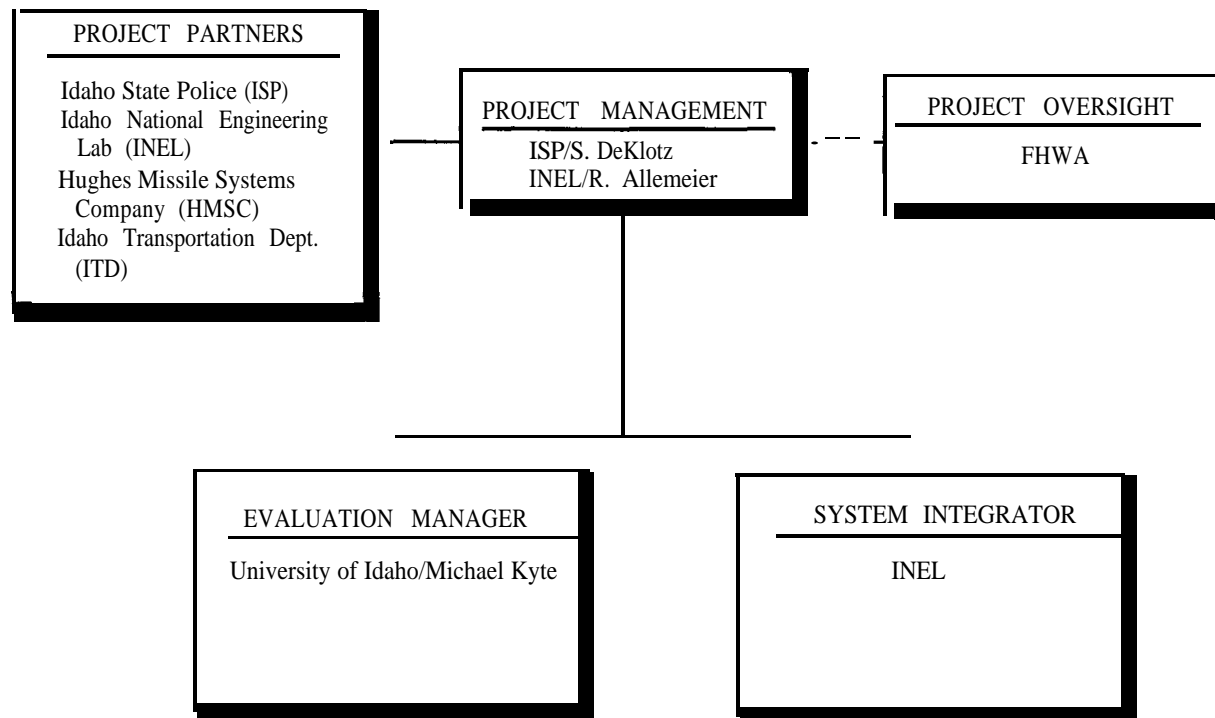 PROJECT PARTNERS
Idaho State Police (ISP)
Idaho National Engineering
Lab (INEL)
Hughes Missile Systems
Company (HMSC)
Idaho Transportation Dept.
(ITD)
PROJECT MANAGEMENT
ISP/S. DeKlotz
INEL/R. Allemeier
PROJECT OVERSIGHT
FHWA
EVALUATION MANAGER
University of Idaho/Michael Kyte
SYSTEM INTEGRATOR
INEL